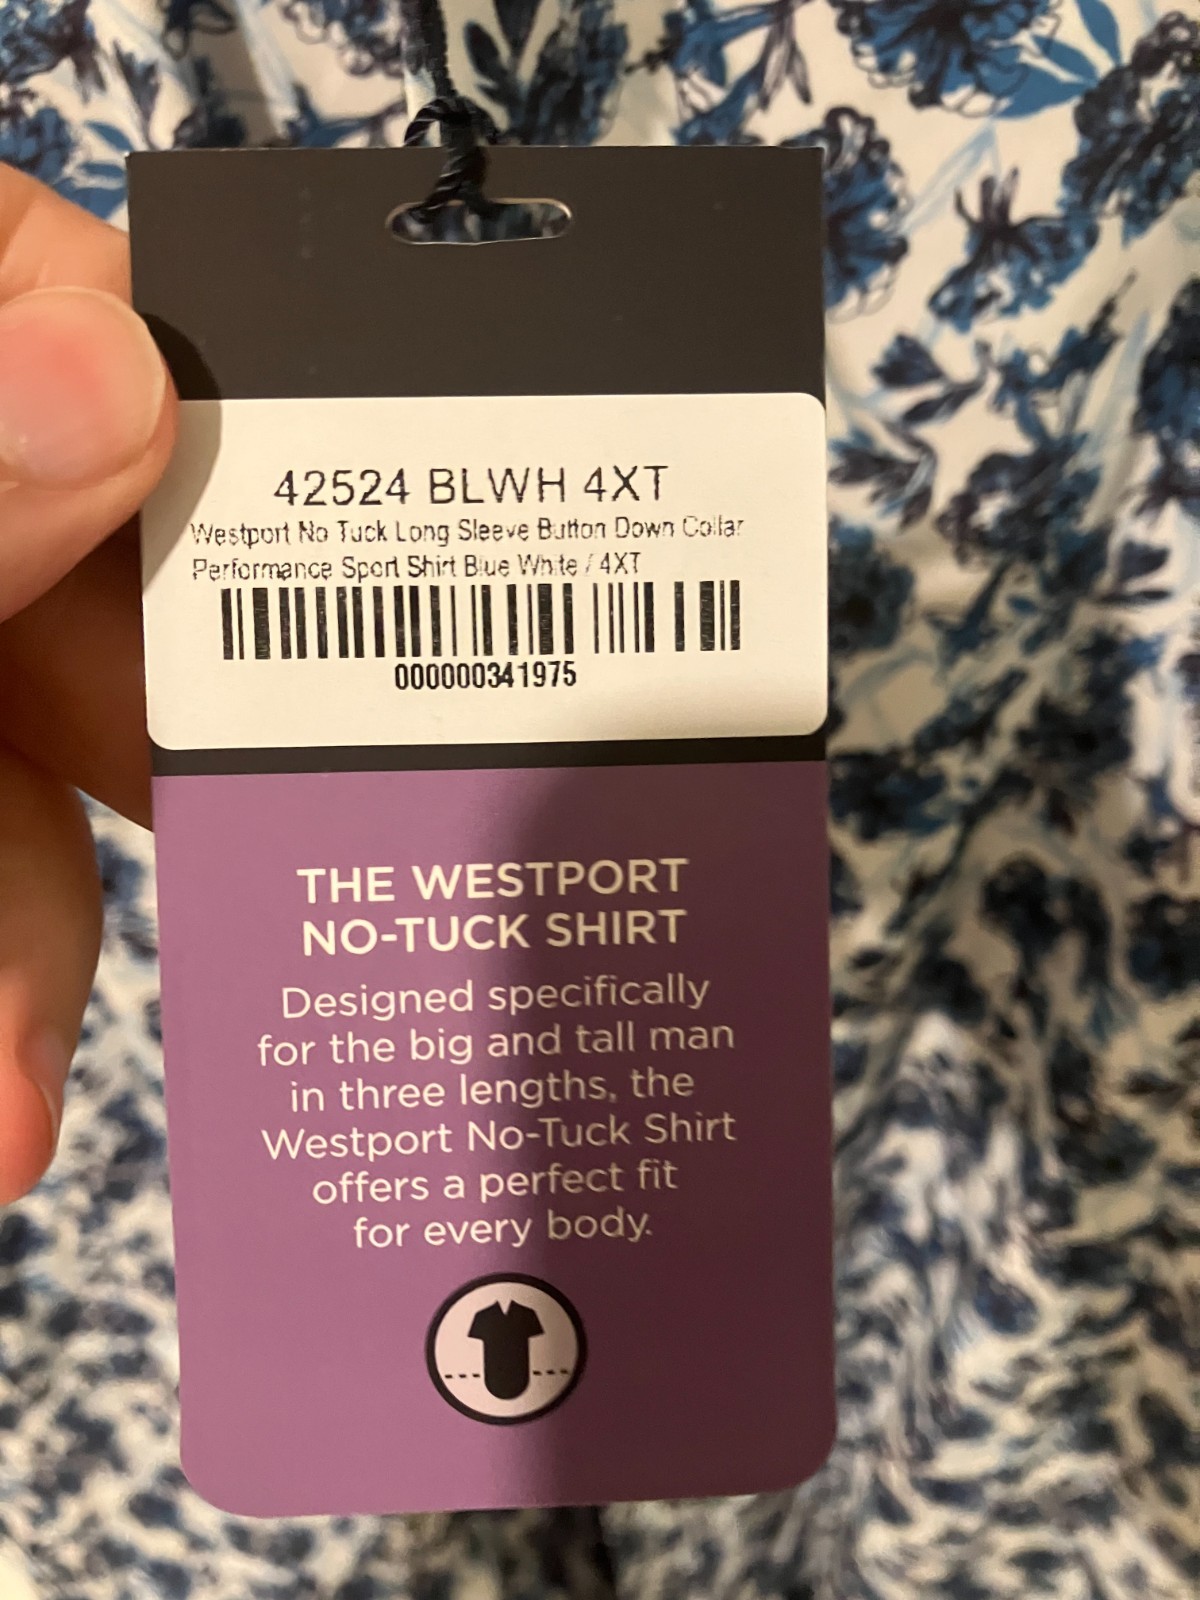 42524 BLWH 4XT
Westport No Tuck Long Sleeve Button Down Collar
Performance Sport Shirt Blue White / 4XT
000000341975
THE WESTPORT
NO-TUCK SHIRT
Designed specifically
for the big and tall man
in three lengths, the
Westport No-Tuck Shirt
offers a perfect fit
for every body.